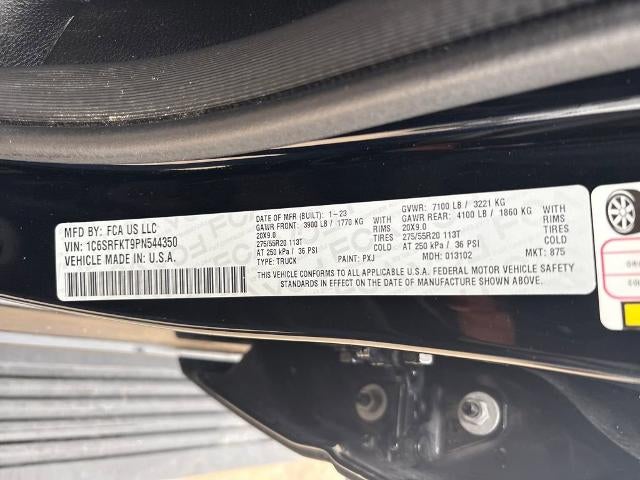 MFD BY: FCA US LLC
VIN: 1C6SRFKT9PN544350
VEHICLE MADE IN: U.S.A.
DATE OF MFR (BUILT): 1-23
GAWR FRONT: 3900 LB / 1770 KG WITH
20X9.0 RIMS
275/55R20 113T TIRES
AT 250 kPa / 36 PSI COLD
TYPE: TRUCK PAINT: PXJ
GVWR: 7100 LB / 3221 KG
GAWR REAR: 4100 LB / 1860 KG WITH
20X9.0 RIMS
275/55R20 113T TIRES
AT 250 kPa / 36 PSI COLD
MDH: 013102 MKT: 875
THIS VEHICLE CONFORMS TO ALL APPLICABLE U.S.A. FEDERAL MOTOR VEHICLE SAFETY
STANDARDS IN EFFECT ON THE DATE OF MANUFACTURE SHOWN ABOVE.